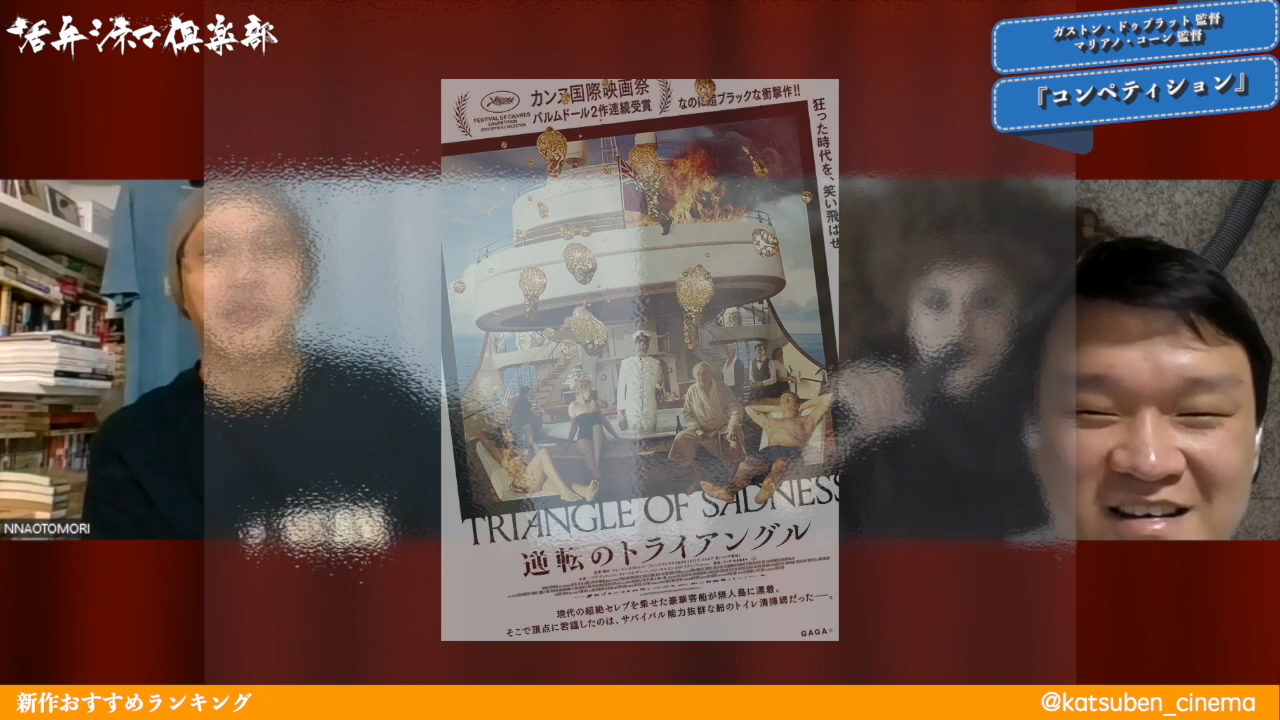 活弁シネマ倶楽部
ガストン・ドゥプラット 監督
マリアノ・コーン 監督
『コンペティション』
カンヌ国際映画祭
パルムドール2作連続受賞
なのに超ブラックな衝撃作!!
FESTIVAL DE CANNES
狂った時代を、笑い飛ばせ
NNAOTOMORI
TRIANGLE OF SADNESS
逆転のトライアングル
現代の超絶セレブを乗せた豪華客船が無人島に漂着。
そこで頂点に君臨したのは、サバイバル能力抜群な船のトイレ清掃婦だった―。
GAGA
新作おすすめランキング
@katsuben_cinema